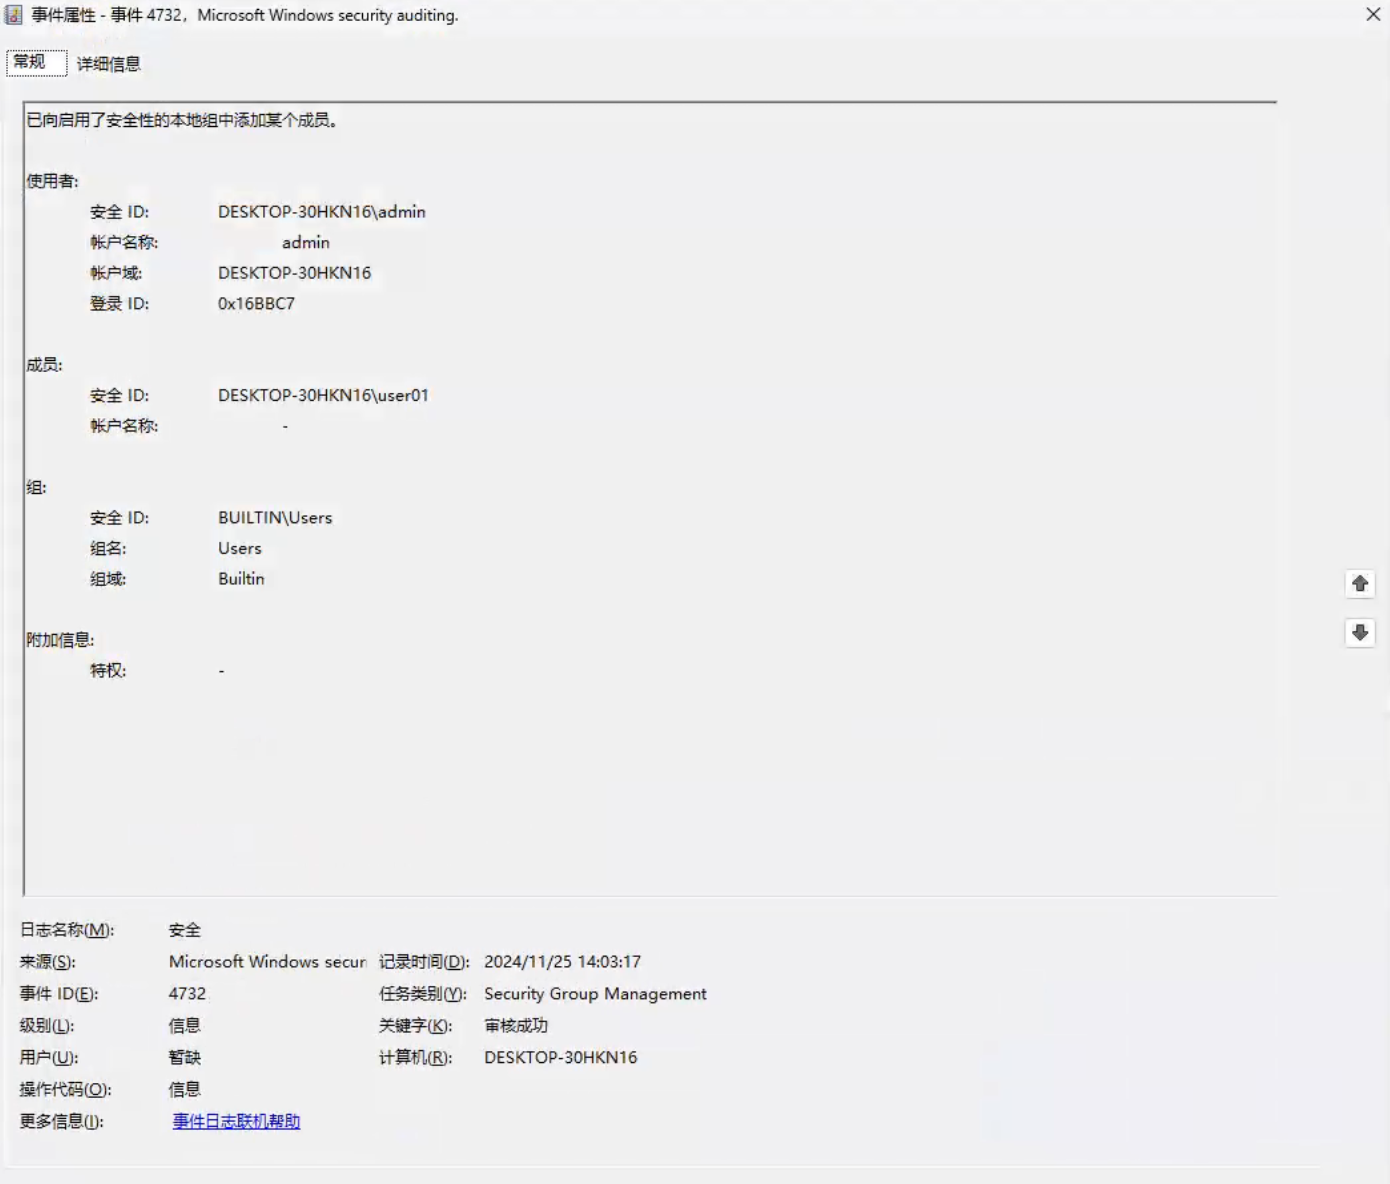 事件属性 - 事件 4732，Microsoft Windows security auditing.
常规 详细信息
已向启用了安全性的本地组中添加某个成员。
使用者:
安全 ID: DESKTOP-30HKN16\admin
帐户名称: admin
帐户域: DESKTOP-30HKN16
登录 ID: 0x16BBC7
成员:
安全 ID: DESKTOP-30HKN16\user01
帐户名称: -
组:
安全 ID: BUILTIN\Users
组名: Users
组域: Builtin
附加信息:
特权: -
日志名称(M): 安全
来源(S): Microsoft Windows secur 记录时间(D): 2024/11/25 14:03:17
事件 ID(E): 4732 任务类别(Y): Security Group Management
级别(L): 信息 关键字(K): 审核成功
用户(U): 暂缺 计算机(R): DESKTOP-30HKN16
操作代码(O): 信息
更多信息(I): 事件日志联机帮助